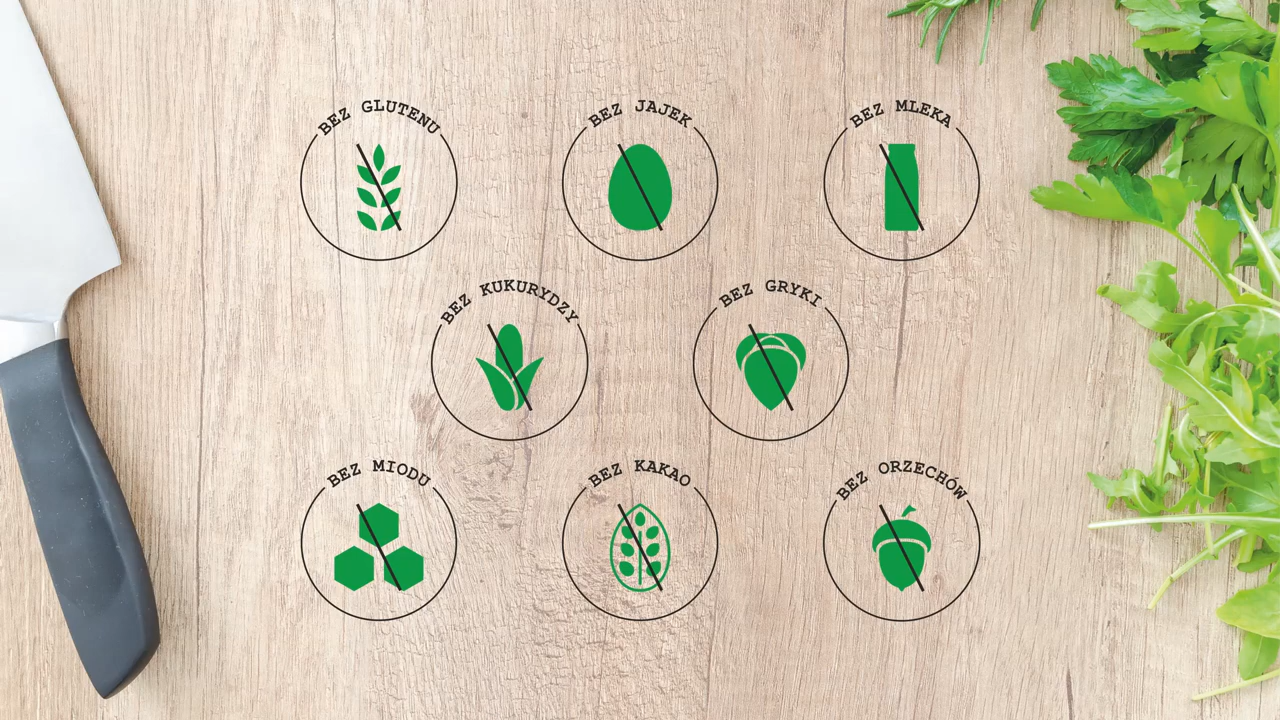 BEZ GLUTENU
BEZ JAJEK
BEZ MLEKA
BEZ KUKURYDZY
BEZ GRYKI
BEZ MIODU
BEZ KAKAO
BEZ ORZECHÓW